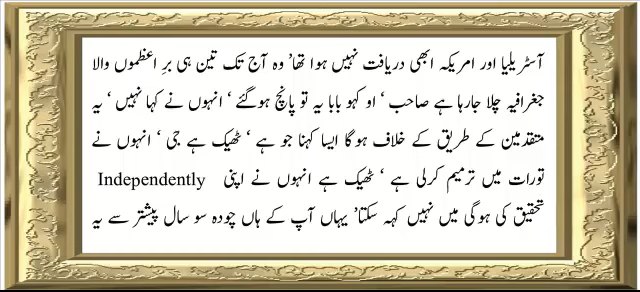 آسٹریلیا اور امریکہ ابھی دریافت نہیں ہوا تھا’ وہ آج تک تین ہی بر اعظموں والا
جغرافیہ چلا جارہا ہے صاحب ‘ او کہو بابا یہ تو پانچ ہوگئے ‘ انہوں نے کہا نہیں ‘ یہ
متقدمین کے طریق کے خلاف ہو گا ایسا کہنا جو ہے ‘ ٹھیک ہے جی ‘ انہوں نے
تورات میں ترمیم کرلی ہے ‘ ٹھیک ہے انہوں نے اپنی Independently
تحقیق کی ہوگی میں نہیں کہہ سکتا’ یہاں آپ کے ہاں چودہ سو سال پیشتر سے یہ